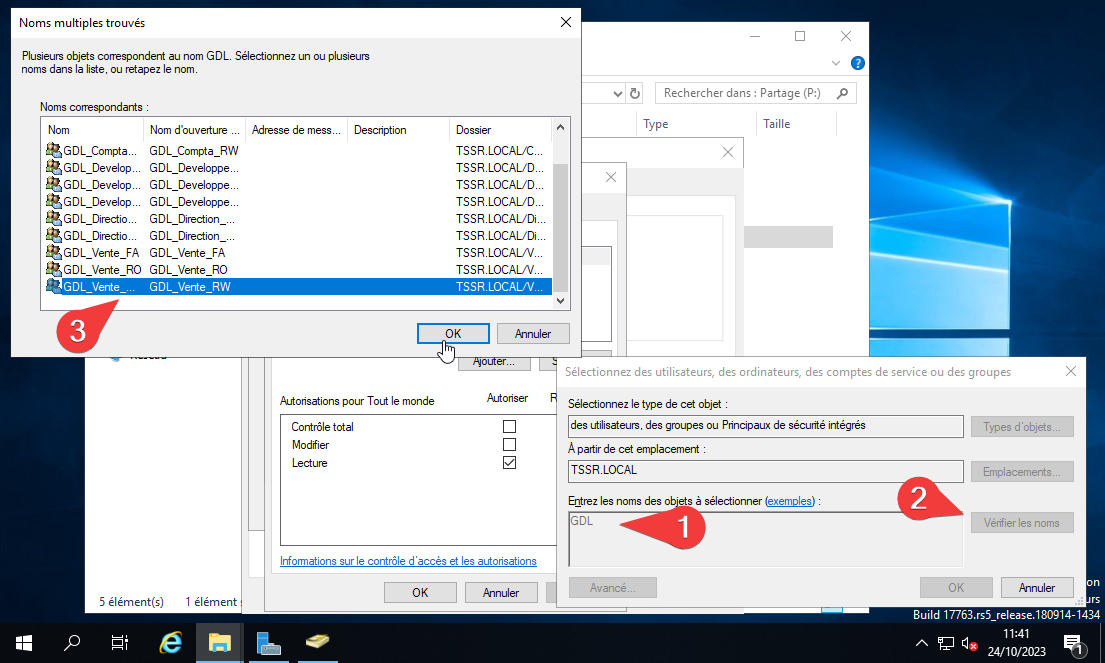 Noms multiples trouvés
Plusieurs objets correspondent au nom GDL. Sélectionnez un ou plusieurs
noms dans la liste, ou retapez le nom.
Noms correspondants :
Nom Nom d'ouverture ... Adresse de mess... Description Dossier
GDL_Compta... GDL_Compta_RW TSSR.LOCAL/C...
GDL_Develop... GDL_Developpe... TSSR.LOCAL/D...
GDL_Develop... GDL_Developpe... TSSR.LOCAL/D...
GDL_Develop... GDL_Developpe... TSSR.LOCAL/D...
GDL_Directio... GDL_Direction_... TSSR.LOCAL/Di...
GDL_Directio... GDL_Direction_... TSSR.LOCAL/Di...
GDL_Vente_FA GDL_Vente_FA TSSR.LOCAL/V...
GDL_Vente_RO GDL_Vente_RO TSSR.LOCAL/V...
GDL_Vente_... GDL_Vente_RW TSSR.LOCAL/V...
3
OK Annuler
?
Rechercher dans : Partage (P:)
Type Taille
Ajouter...
Autorisations pour Tout le monde Autoriser
Contrôle total
Modifier
Lecture
Informations sur le contrôle d'accès et les autorisations
OK Annuler
5 élément(s) 1 élément
Sélectionnez des utilisateurs, des ordinateurs, des comptes de service ou des groupes
Sélectionnez le type de cet objet :
des utilisateurs, des groupes ou Principaux de sécurité intégrés Types d'objets...
À partir de cet emplacement :
TSSR.LOCAL Emplacements...
Entrez les noms des objets à sélectionner (exemples) :
2
GDL 1 Vérifier les noms
Avancé... OK Annuler
Build 17763.rs5_release.180914-1434
11:41
24/10/2023
1